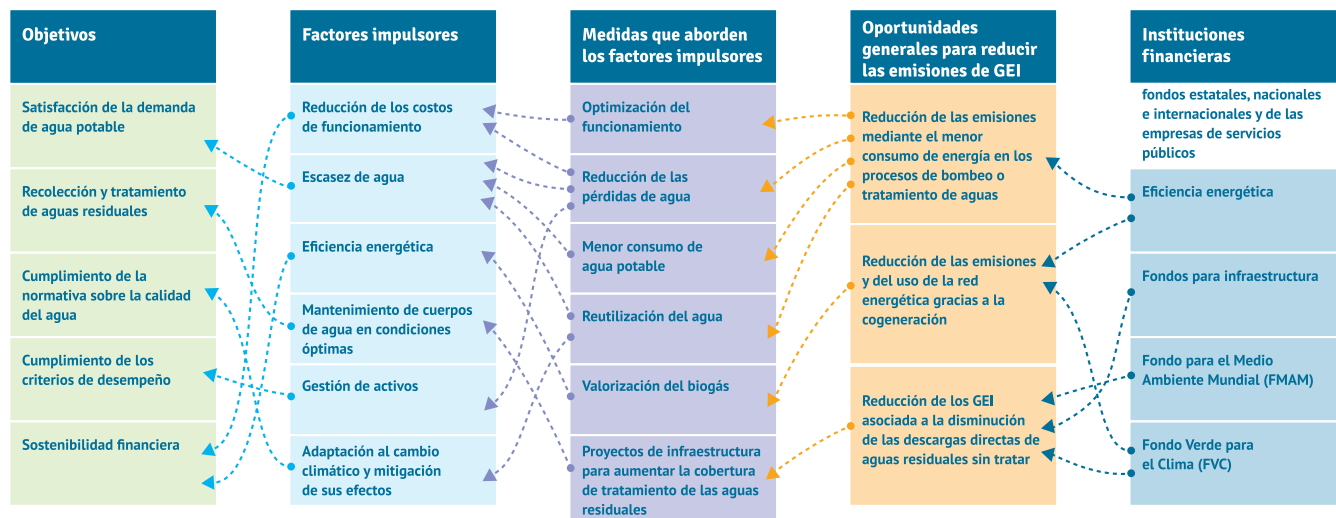 Objetivos
Satisfacción de la demanda
de agua potable
Recolección y tratamiento
de aguas residuales
Cumplimiento de la
normativa sobre la calidad
del agua
Cumplimiento de los
criterios de desempeño
Sostenibilidad financiera
Factores impulsores
Reducción de los costos
de funcionamiento
Escasez de agua
Eficiencia energética
Mantenimiento de cuerpos
de agua en condiciones
óptimas
Gestión de activos
Adaptación al cambio
climático y mitigación
de sus efectos
Medidas que aborden
los factores impulsores
Optimización del
funcionamiento
Reducción de las
pérdidas de agua
Menor consumo de
agua potable
Reutilización del agua
Valorización del biogás
Proyectos de infraestructura
para aumentar la cobertura
de tratamiento de las aguas
residuales
Oportunidades
generales para reducir
las emisiones de GEI
Reducción de las emisiones
mediante el menor
consumo de energía en los
procesos de bombeo o
tratamiento de aguas
Reducción de las emisiones
y del uso de la red
energética gracias a la
cogeneración
Reducción de los GEI
asociada a la disminución
de las descargas directas de
aguas residuales sin tratar
Instituciones
financieras
fondos estatales, nacionales
e internacionales y de las
empresas de servicios
públicos
Eficiencia energética
Fondos para infraestructura
Fondo para el Medio
Ambiente Mundial (FMAM)
Fondo Verde para
el Clima (FVC)